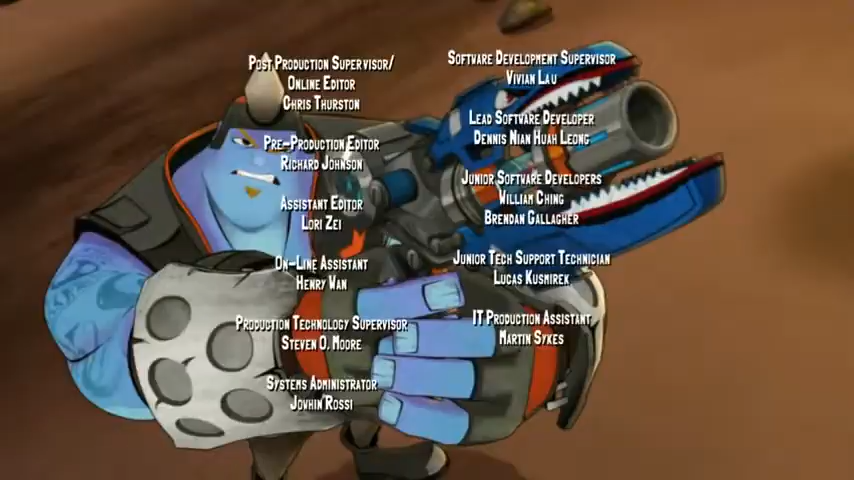 Post Production Supervisor/
Online Editor
Chris Thurston
Pre-Production Editor
Richard Johnson
Assistant Editor
Lori Zei
On-Line Assistant
Henry Wan
Production Technology Supervisor
Steven O. Moore
Systems Administrator
Jovhin Rossi
Software Development Supervisor
Vivian Lau
Lead Software Developer
Dennis Nian Huah Leong
Junior Software Developers
William Ching
Brendan Gallagher
Junior Tech Support Technician
Lucas Kusmirek
IT Production Assistant
Martin Sykes